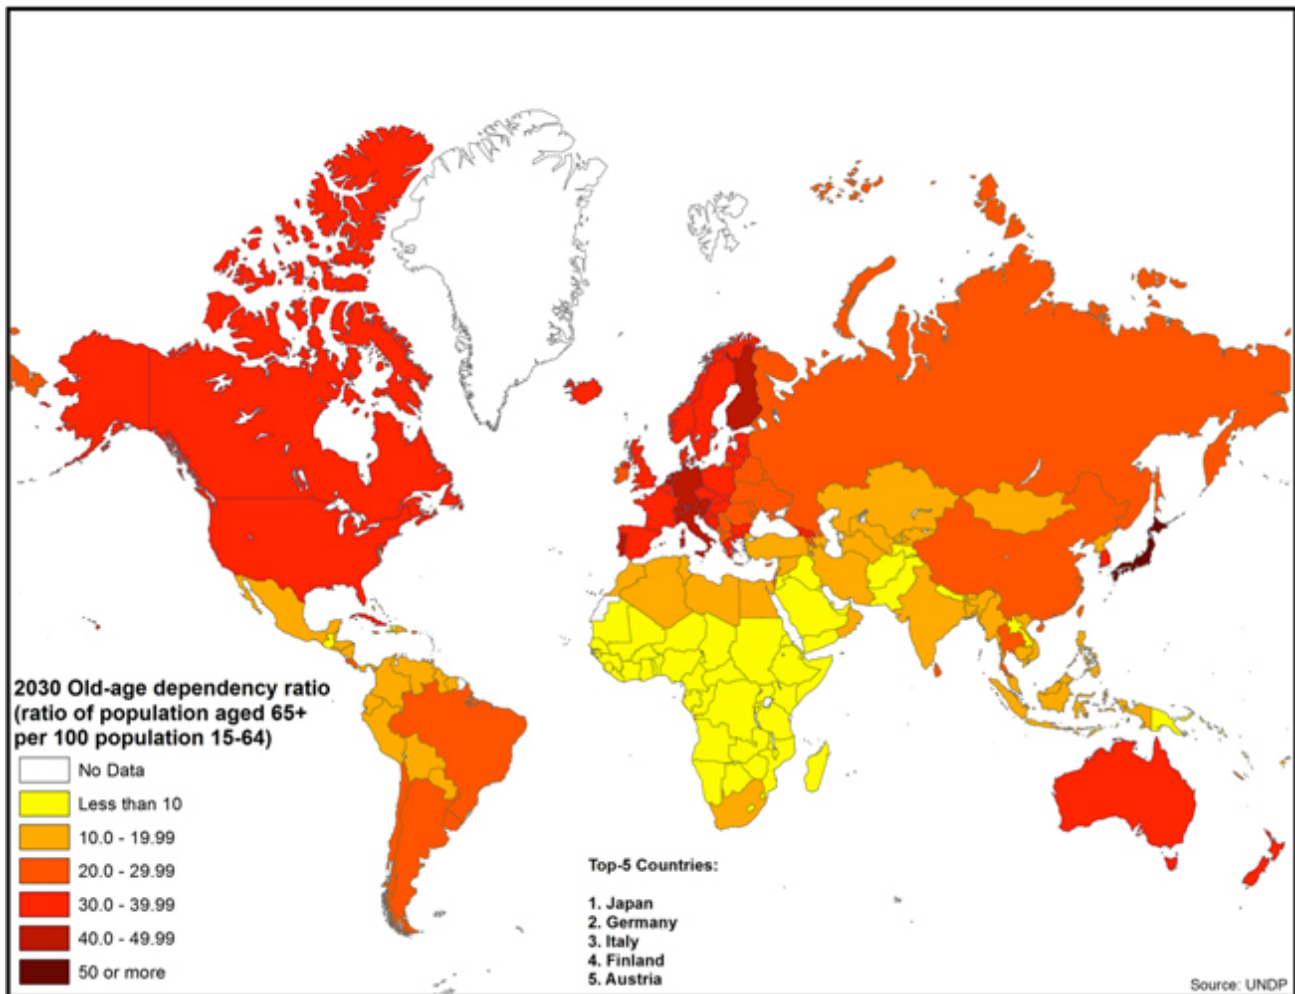 2030 Old-age dependency ratio
(ratio of population aged 65+
per 100 population 15-64)
No Data
Less than 10
10.0 - 19.99
20.0 - 29.99
30.0 - 39.99
40.0 - 49.99
50 or more
Top-5 Countries:
1. Japan
2. Germany
3. Italy
4. Finland
5. Austria
Source: UNDP